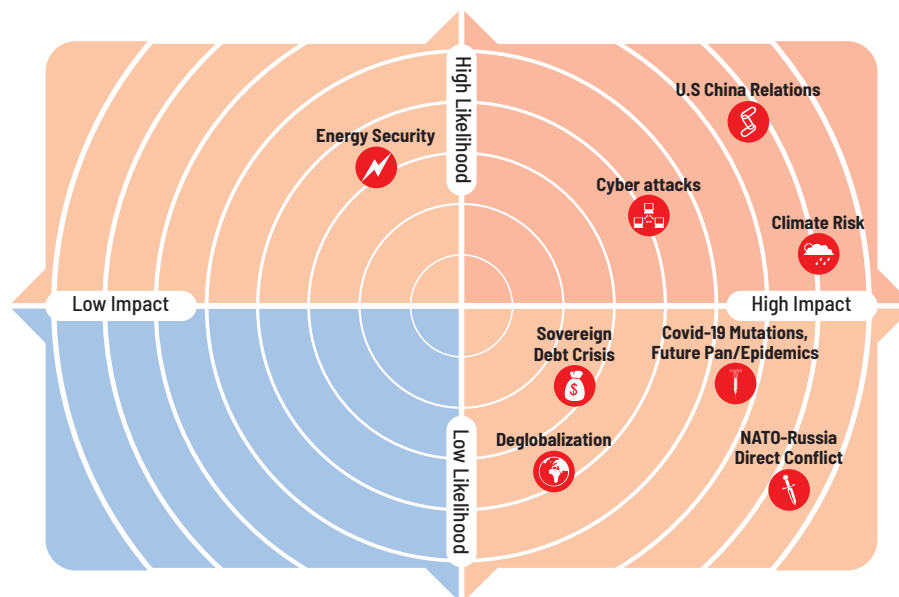 High Likelihood
U.S China Relations
Energy Security
Cyber attacks
Climate Risk
Low Impact
High Impact
Sovereign
Debt Crisis
Covid-19 Mutations,
Future Pan/Epidemics
$
Deglobalization
NATO-Russia
Direct Conflict
Low Likelihood